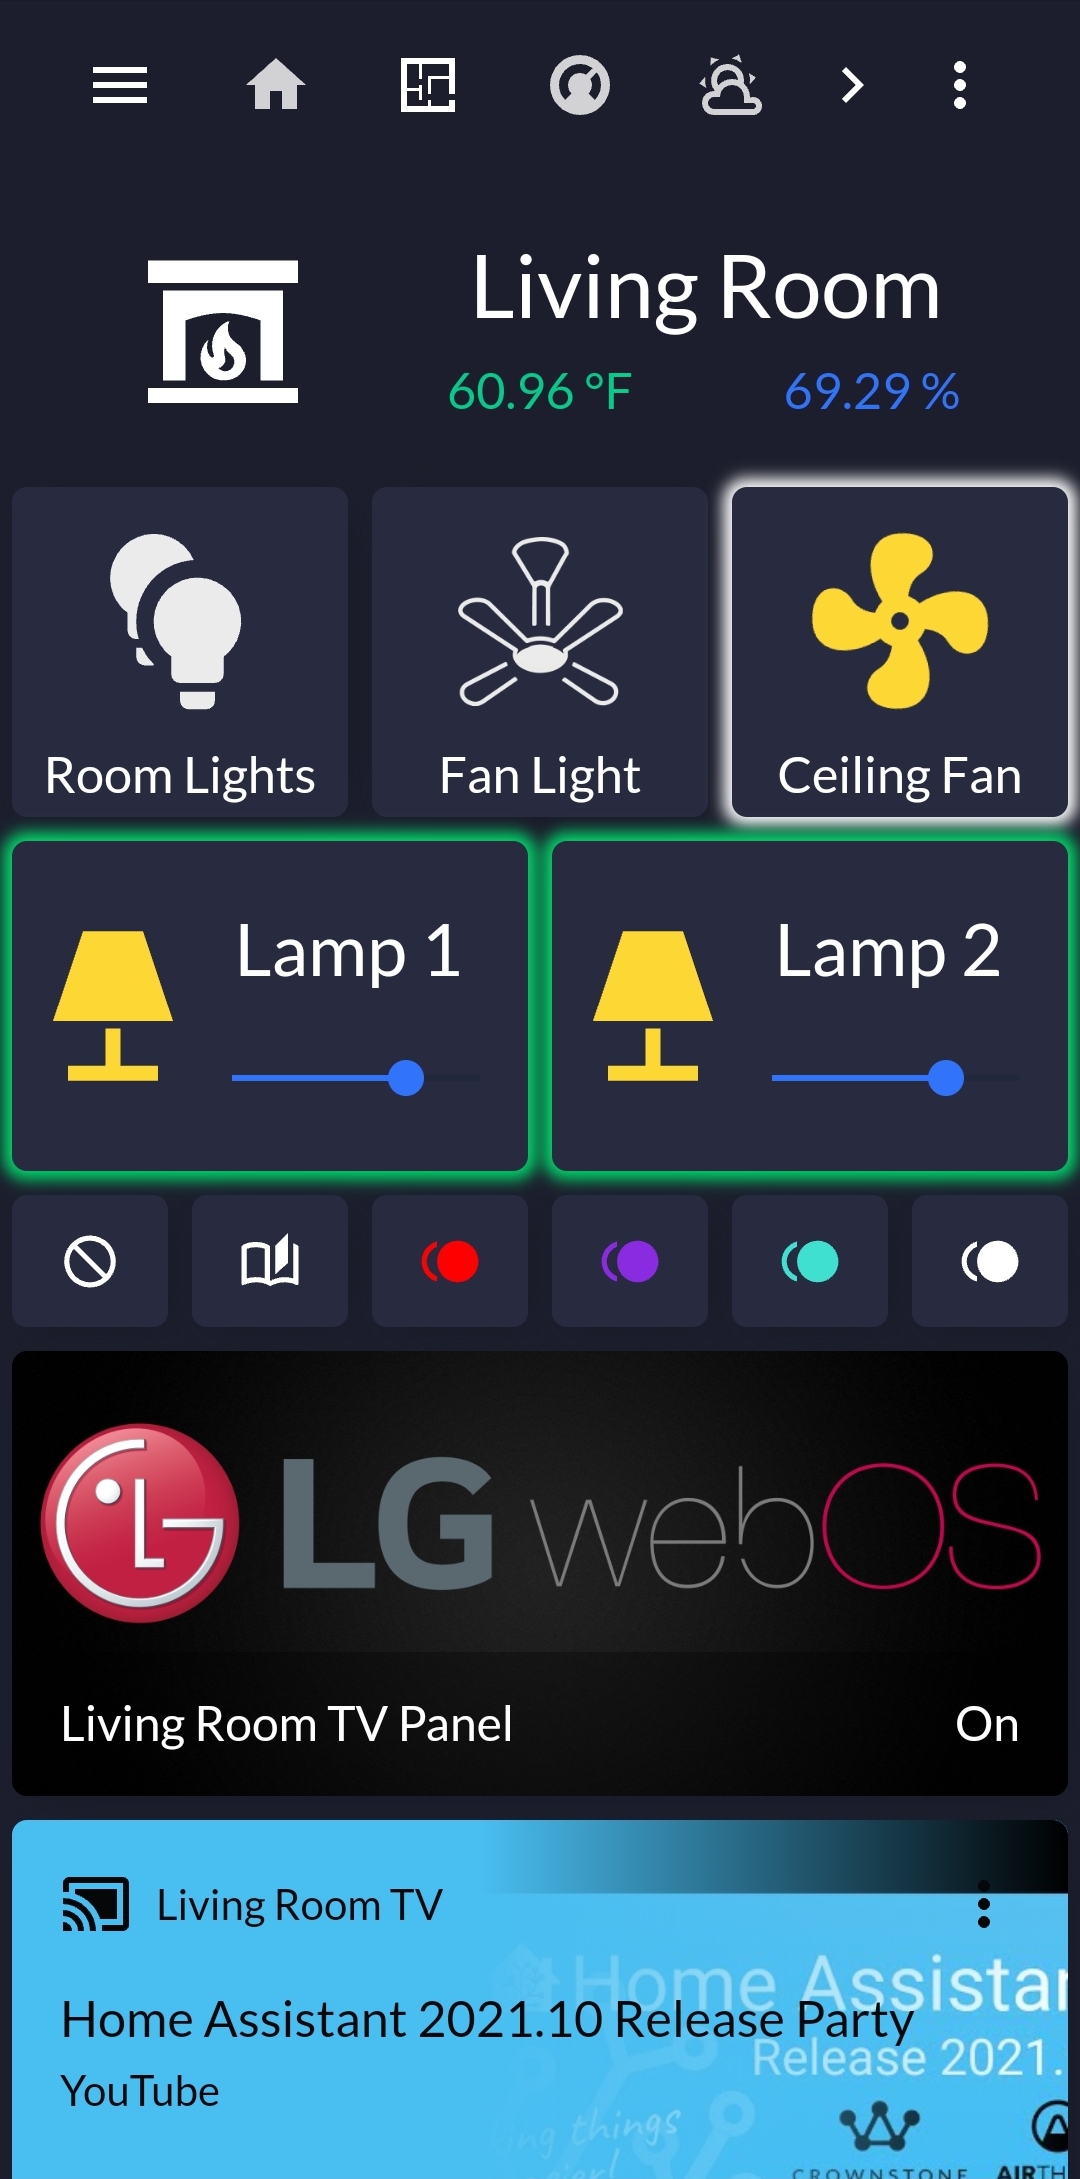 Living Room
60.96 °F 69.29 %
Room Lights Fan Light Ceiling Fan
Lamp 1 Lamp 2
LG webOS
Living Room TV Panel On
Living Room TV
Home Assistant
Home Assistant 2021.10 Release Party
Release 2021.
YouTube
things
CROWNSTONE AIRTH